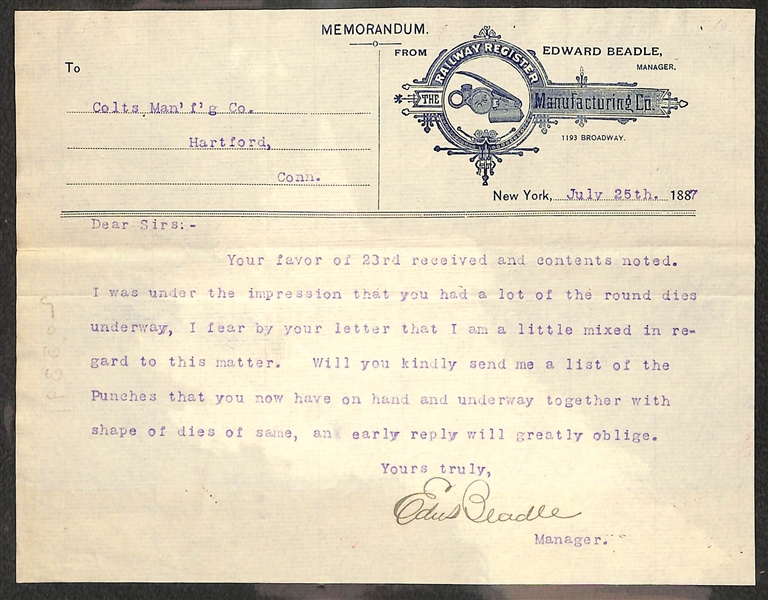 MEMORANDUM.
FROM
EDWARD BEADLE,
MANAGER.
THE RAILWAY REGISTER Manufacturing Co.
1193 BROADWAY.
To
Colts Man'f'g Co.
Hartford,
Conn.
New York, July 25th. 1887
Dear Sirs:-
Your favor of 23rd received and contents noted.
I was under the impression that you had a lot of the round dies
underway, I fear by your letter that I am a little mixed in re-
gard to this matter. Will you kindly send me a list of the
Punches that you now have on hand and underway together with
shape of dies of same, an early reply will greatly oblige.
Yours truly,
Edw Beadle
Manager.